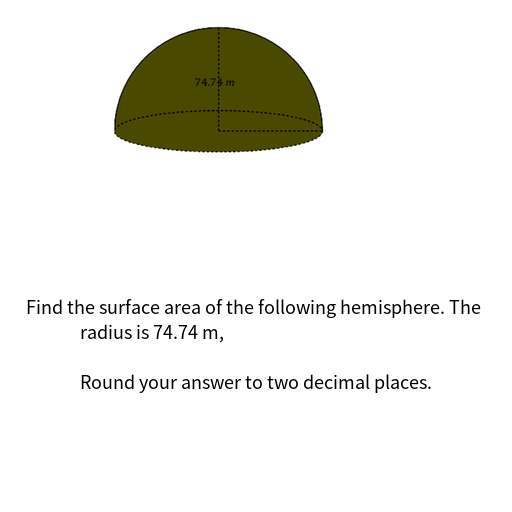 74.74 m
Find the surface area of the following hemisphere. The
radius is 74.74 m,
Round your answer to two decimal places.